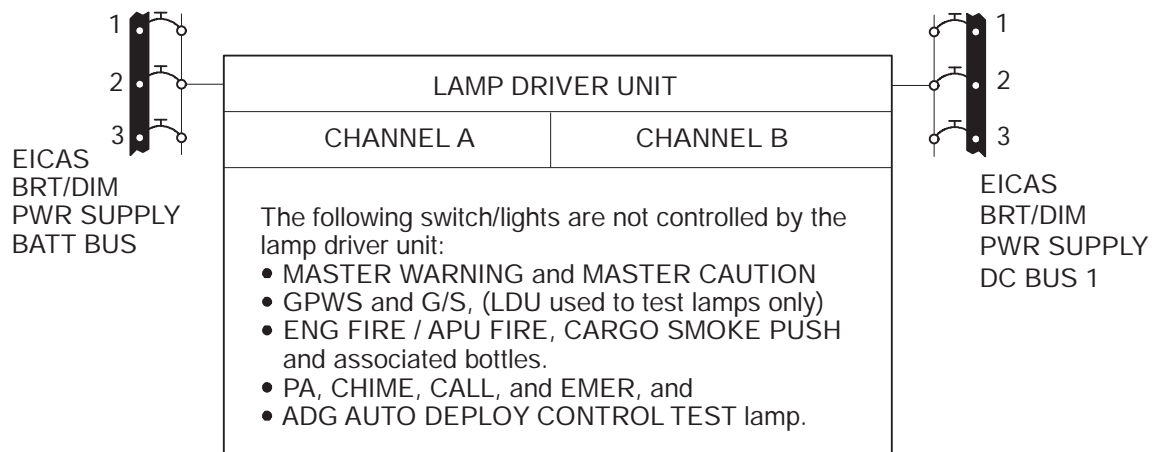 1
2
3
EICAS
BRT/DIM
PWR SUPPLY
BATT BUS
LAMP DRIVER UNIT
CHANNEL A
CHANNEL B
The following switch/lights are not controlled by the
lamp driver unit:
• MASTER WARNING and MASTER CAUTION
• GPWS and G/S, (LDU used to test lamps only)
• ENG FIRE / APU FIRE, CARGO SMOKE PUSH
and associated bottles.
• PA, CHIME, CALL, and EMER, and
• ADG AUTO DEPLOY CONTROL TEST lamp.
1
2
3
EICAS
BRT/DIM
PWR SUPPLY
DC BUS 1